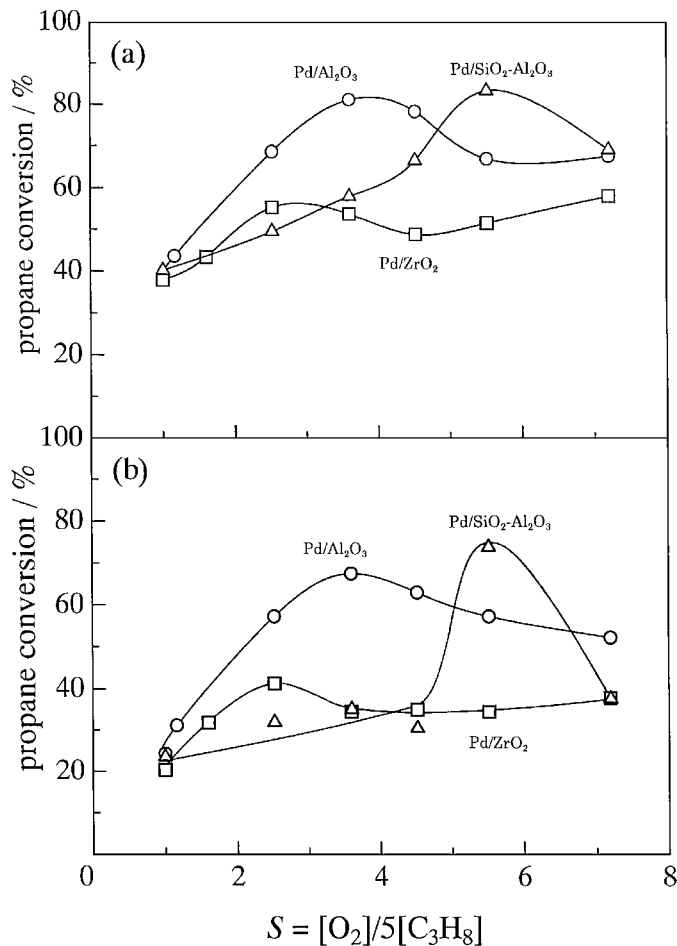 100
(a)
Pd/Al₂O₃
Pd/SiO₂-Al₂O₃
80
60
40
Pd/ZrO₂
20
propane conversion / %
100
(b)
Pd/SiO₂-Al₂O₃
80
Pd/Al₂O₃
60
40
Pd/ZrO₂
20
propane conversion / %
0 2 4 6 8
S = [O₂]/5[C₃H₈]